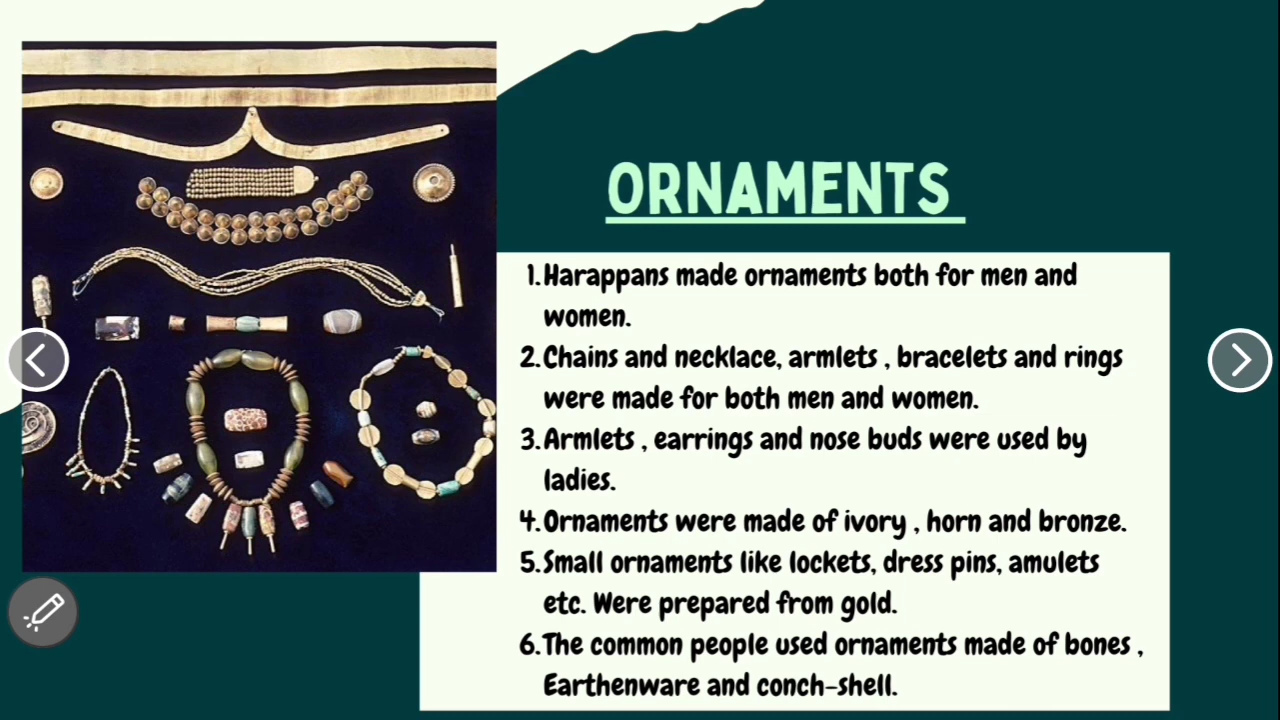 ORNAMENTS
1. Harappans made ornaments both for men and
women.
2. Chains and necklace, armlets , bracelets and rings
were made for both men and women.
3. Armlets , earrings and nose buds were used by
ladies.
4. Ornaments were made of ivory , horn and bronze.
5. Small ornaments like lockets, dress pins, amulets
etc. Were prepared from gold.
6. The common people used ornaments made of bones ,
Earthenware and conch-shell.